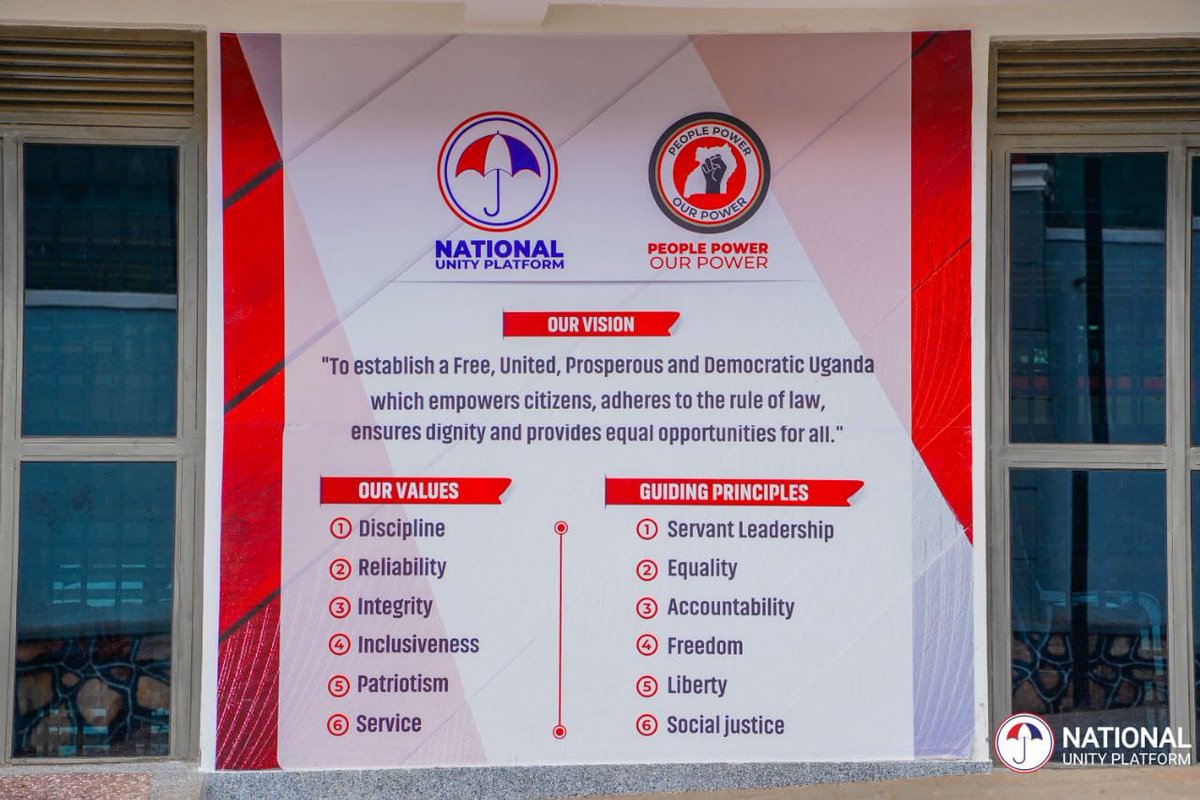 NATIONAL
UNITY PLATFORM
PEOPLE POWER
OUR POWER
PEOPLE POWER
OUR POWER
OUR VISION
"To establish a Free, United, Prosperous and Democratic Uganda
which empowers citizens, adheres to the rule of law,
ensures dignity and provides equal opportunities for all."
OUR VALUES
1 Discipline
2 Reliability
3 Integrity
4 Inclusiveness
5 Patriotism
6 Service
GUIDING PRINCIPLES
1 Servant Leadership
2 Equality
3 Accountability
4 Freedom
5 Liberty
6 Social justice
NATIONAL
UNITY PLATFORM